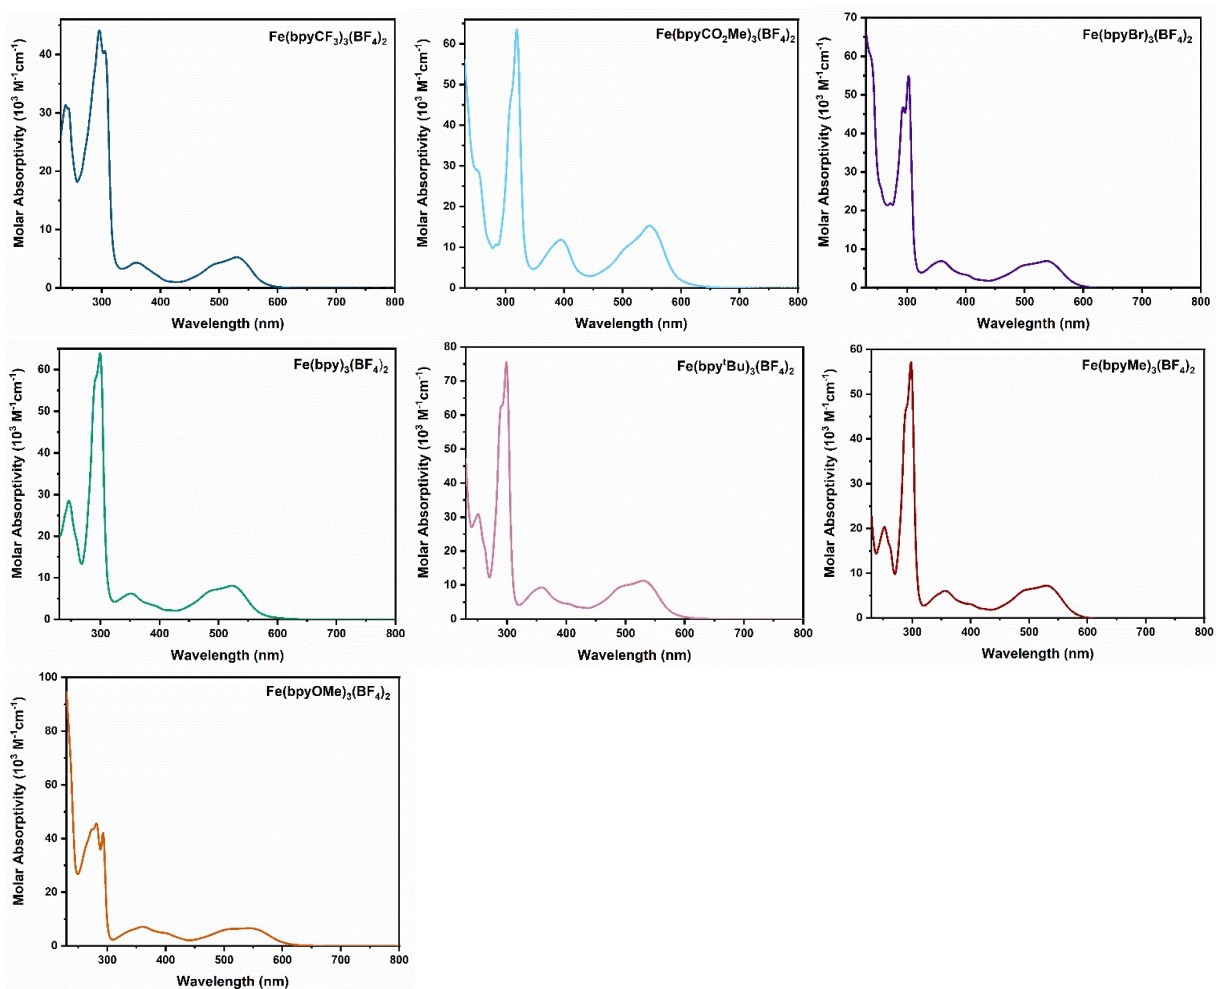 Fe(bpyCF₃)₃(BF₄)₂
Molar Absorptivity (10³ M⁻¹cm⁻¹)
40
30
20
10
0
300 400 500 600 700 800
Wavelength (nm)
Fe(bpyCO₂Me)₃(BF₄)₂
Molar Absorptivity (10³ M⁻¹cm⁻¹)
60
50
40
30
20
10
0
300 400 500 600 700 800
Wavelength (nm)
Fe(bpyBr)₃(BF₄)₂
Molar Absorptivity (10³ M⁻¹cm⁻¹)
70
60
50
40
30
20
10
0
300 400 500 600 700 800
Wavelegnth (nm)
Fe(bpy)₃(BF₄)₂
Molar Absorptivity (10³ M⁻¹cm⁻¹)
60
50
40
30
20
10
0
300 400 500 600 700 800
Wavelength (nm)
Fe(bpyᵗBu)₃(BF₄)₂
Molar Absorptivity (10³ M⁻¹cm⁻¹)
80
70
60
50
40
30
20
10
0
300 400 500 600 700 800
Wavelength (nm)
Fe(bpyMe)₃(BF₄)₂
Molar Absorptivity (10³ M⁻¹cm⁻¹)
60
50
40
30
20
10
0
300 400 500 600 700 800
Wavelength (nm)
Fe(bpyOMe)₃(BF₄)₂
Molar Absorptivity (10³ M⁻¹cm⁻¹)
100
80
60
40
20
0
300 400 500 600 700 800
Wavelength (nm)